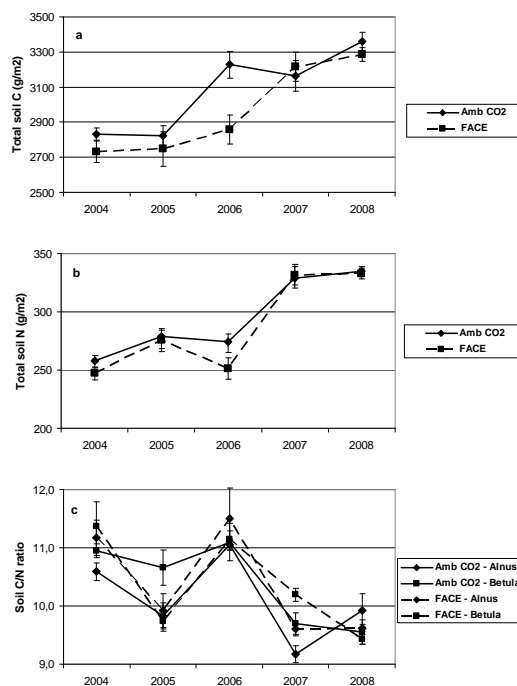 3500
3300
3100
2900
2700
2500
Total soil C (g/m2)
a
2004 2005 2006 2007 2008
Amb CO2
FACE
350
300
250
200
Total soil N (g/m2)
b
2004 2005 2006 2007 2008
Amb CO2
FACE
12,0
11,0
10,0
9,0
Soil C/N ratio
c
2004 2005 2006 2007 2008
Amb CO2 - Alnus
Amb CO2 - Betula
FACE - Alnus
FACE - Betula